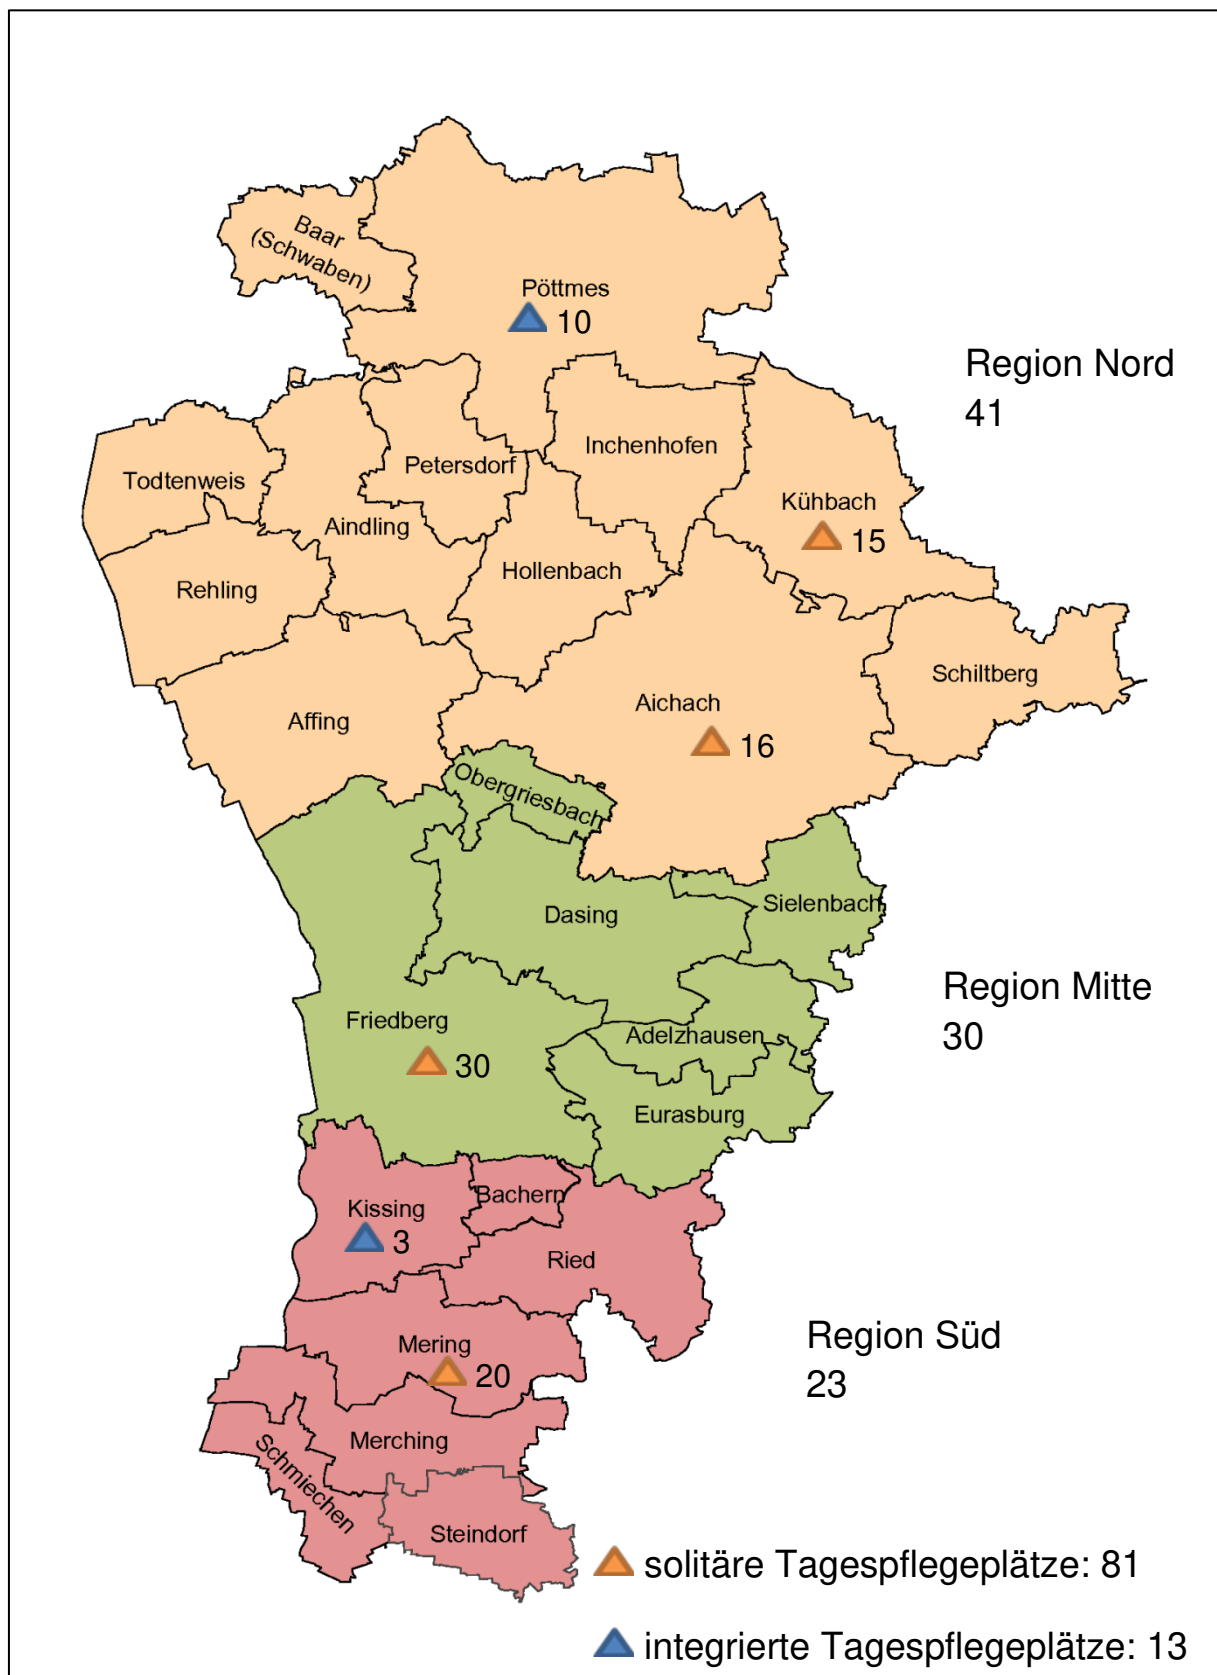 Baar
(Schwaben)
Pöttmes
10
Region Nord
41
Inchenhofen
Petersdorf
Todtenweis
Kühbach
15
Aindling
Hollenbach
Rehling
Schiltberg
Aichach
16
Affing
Obergriesbach
Sielenbach
Dasing
Region Mitte
30
Friedberg
30
Adelzhausen
Eurasburg
Bachern
Kissing
3
Ried
Region Süd
23
Mering
20
Merching
Schmiechen
Steindorf
solitäre Tagespflegeplätze: 81
integrierte Tagespflegeplätze: 13